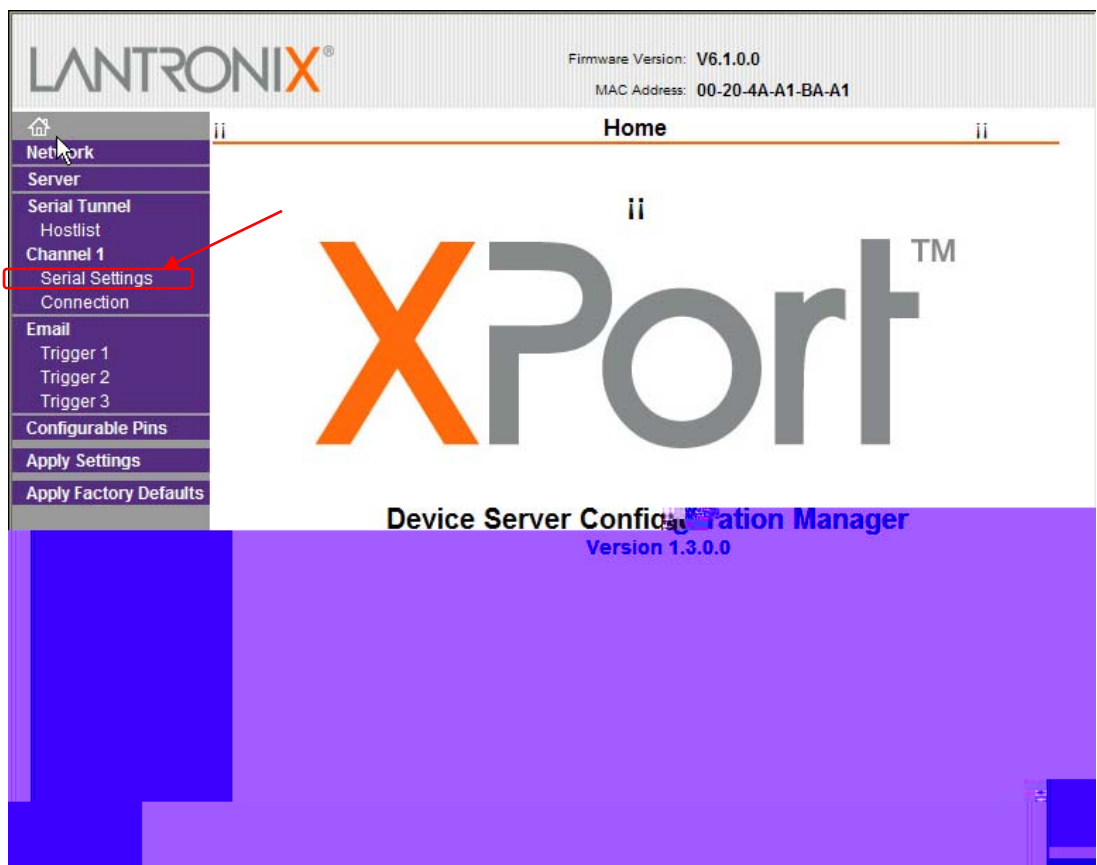 LANTRONIX®
Firmware Version: V6.1.0.0
MAC Address: 00-20-4A-A1-BA-A1
¡¡ Home ¡¡
Network
Server
Serial Tunnel
Hostlist
Channel 1
Serial Settings
Connection
Email
Trigger 1
Trigger 2
Trigger 3
Configurable Pins
Apply Settings
Apply Factory Defaults
¡¡
XPort™
Device Server Configuration Manager
Version 1.3.0.0